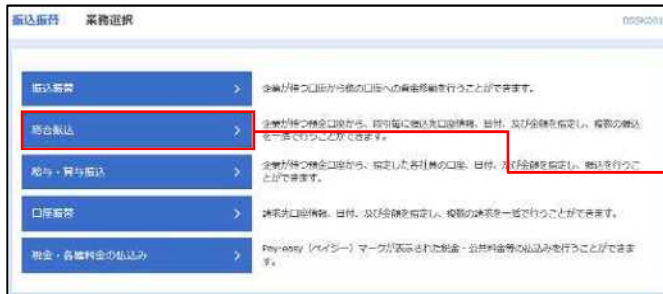 振込振替 業務選択
振込振替 企業が持つ口座から他の口座への資金移動を行うことができます。
総合振込 企業が持つ預金口座から、取引毎に振込先口座情報、日付、及び金額を指定し、複数の振込
を一括で行うことができます。
給与・賞与振込 企業が持つ預金口座から、指定した各社員の口座、日付、及び金額を指定し、振込を行うこ
とができます。
口座振替 請求先口座情報、日付、及び金額を指定し、複数の請求を一括で行うことができます。
税金・各種料金の払込み Pay-easy（ペイジー）マークが表示された税金・公共料金等の払込みを行うことができま
す。